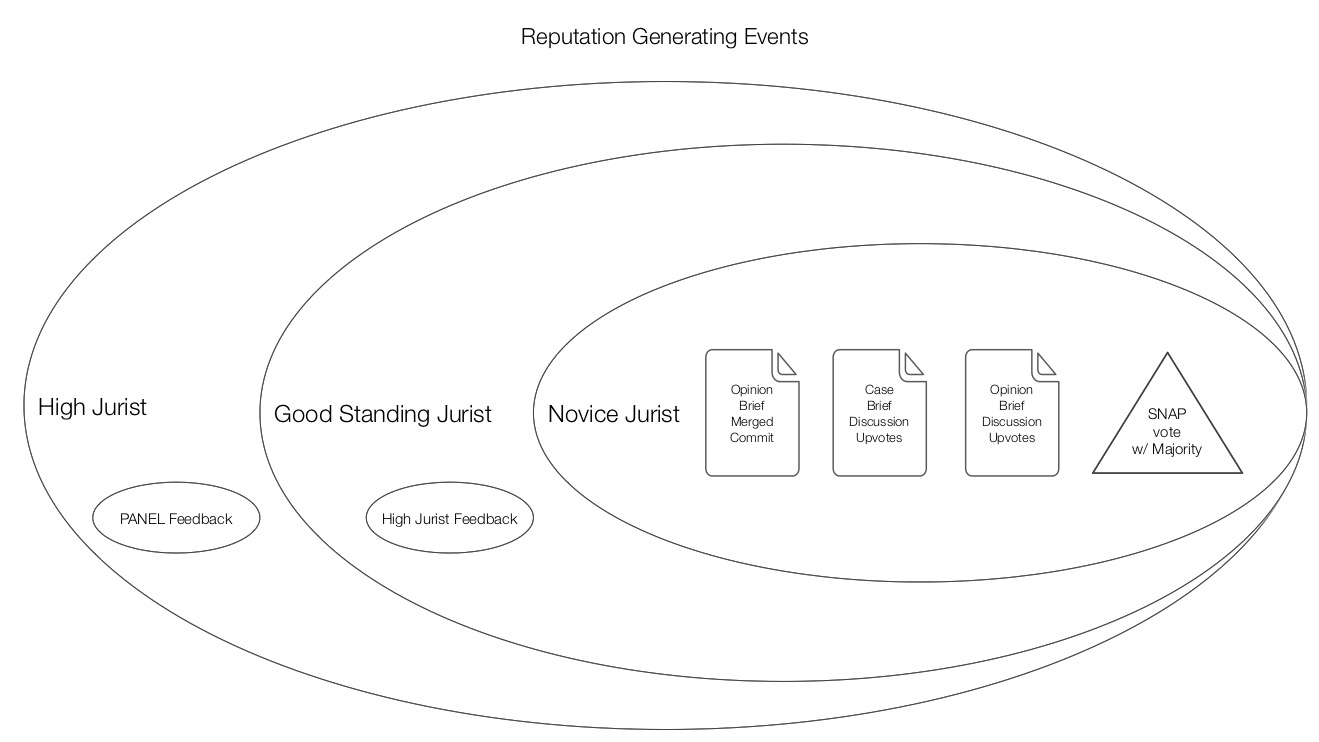 Reputation Generating Events
High Jurist
PANEL Feedback
Good Standing Jurist
High Jurist Feedback
Novice Jurist
Opinion
Brief
Merged
Commit
Case
Brief
Discussion
Upvotes
Opinion
Brief
Discussion
Upvotes
SNAP
vote
w/ Majority